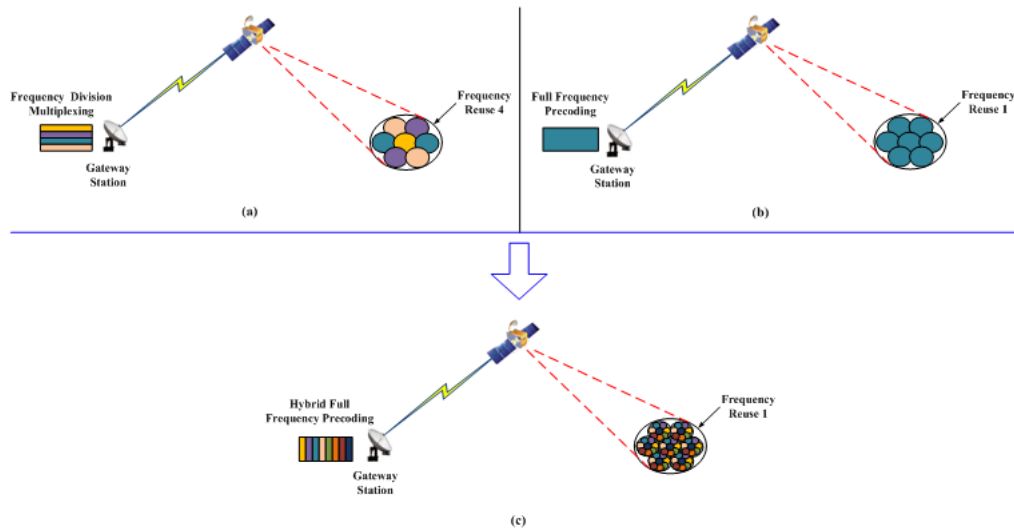 Frequency Division
Multiplexing
Gateway
Station
Frequency
Reuse 4
(a)
Full Frequency
Precoding
Gateway
Station
Frequency
Reuse 1
(b)
Hybrid Full
Frequency Precoding
Gateway
Station
Frequency
Reuse 1
(c)